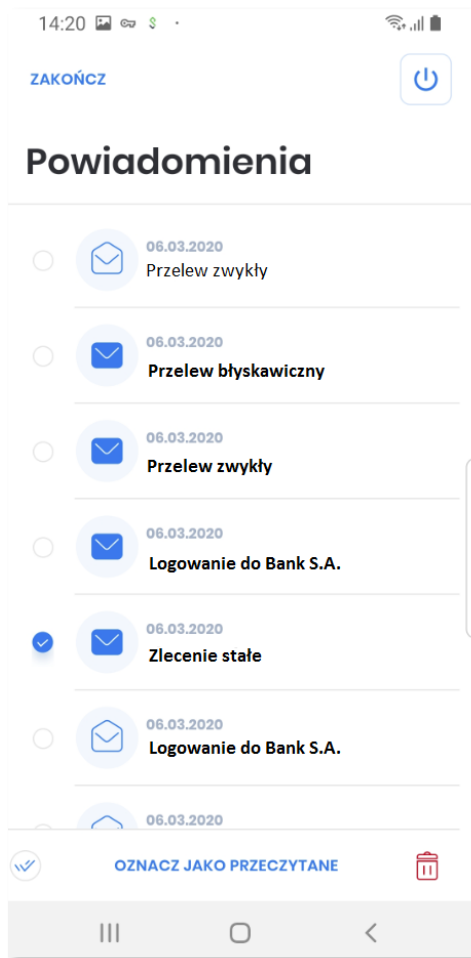 14:20
ZAKOŃCZ
Powiadomienia
06.03.2020
Przelew zwykły
06.03.2020
Przelew błyskawiczny
06.03.2020
Przelew zwykły
06.03.2020
Logowanie do Bank S.A.
06.03.2020
Zlecenie stałe
06.03.2020
Logowanie do Bank S.A.
06.03.2020
OZNACZ JAKO PRZECZYTANE